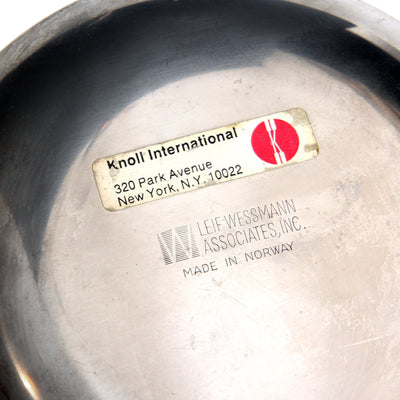 Knoll International
320 Park Avenue
New York, N.Y. 10022
LEIF WESSMANN
ASSOCIATES, INC.
MADE IN NORWAY